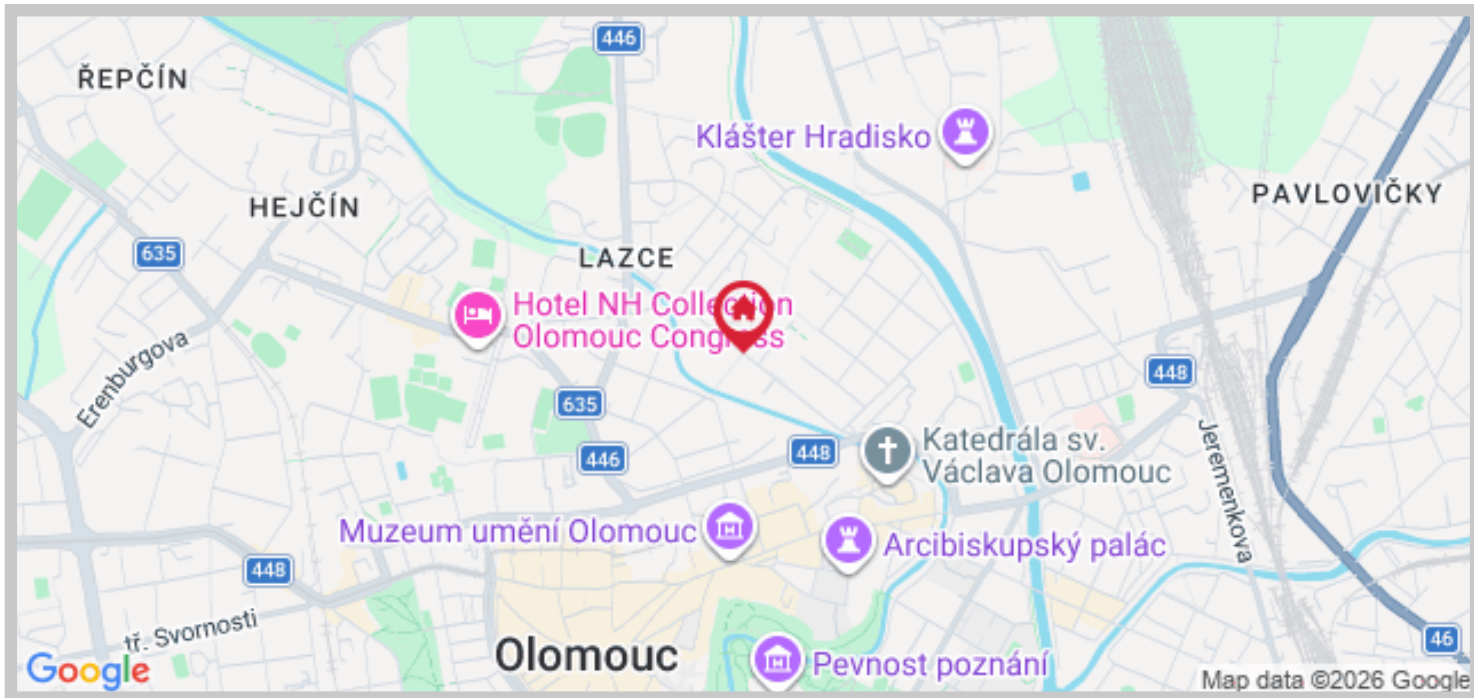 446
ŘEPČÍN
Klášter Hradisko
PAVLOVIČKY
HEJČÍN
635
LAZCE
Hotel NH Collection
Olomouc Congress
Erenburgova
448
635
446
448
Katedrála sv.
Václava Olomouc
Jeremenkova
Muzeum umění Olomouc
Arcibiskupský palác
448
tř. Svornosti
Olomouc
46
Pevnost poznání
Google
Map data ©2026 Google